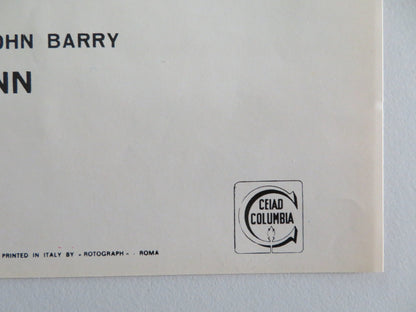 OHN BARRY
NN
CEIAD
COLUMBIA
PRINTED IN ITALY BY « ROTOGRAPH » - ROMA